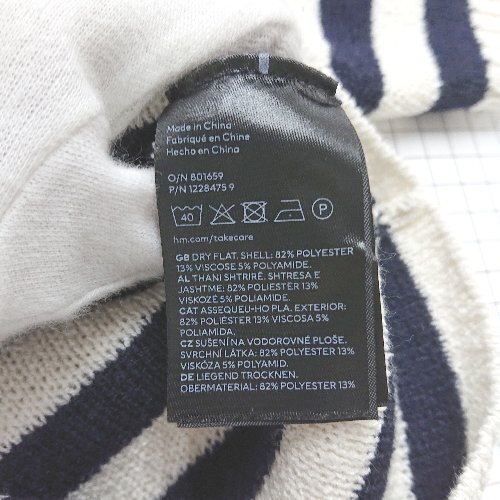 Made in China
Fabriqué en Chine
Hecho en China
O/N 801659
P/N 1228475 9
40
P
hm.com/takecare
GB DRY FLAT. SHELL: 82% POLYESTER
13% VISCOSE 5% POLYAMIDE.
AL THANI SHTRIRË. SHTRESA E
JASHTME: 82% POLIESTER 13%
VISKOZË 5% POLIAMIDE.
CAT ASSEQUEU-HO PLA. EXTERIOR:
82% POLIÈSTER 13% VISCOSA 5%
POLIAMIDA.
CZ SUŠENÍ NA VODOROVNÉ PLOŠE.
SVRCHNÍ LÁTKA: 82% POLYESTER 13%
VISKÓZA 5% POLYAMID.
DE LIEGEND TROCKNEN.
OBERMATERIAL: 82% POLYESTER 13%